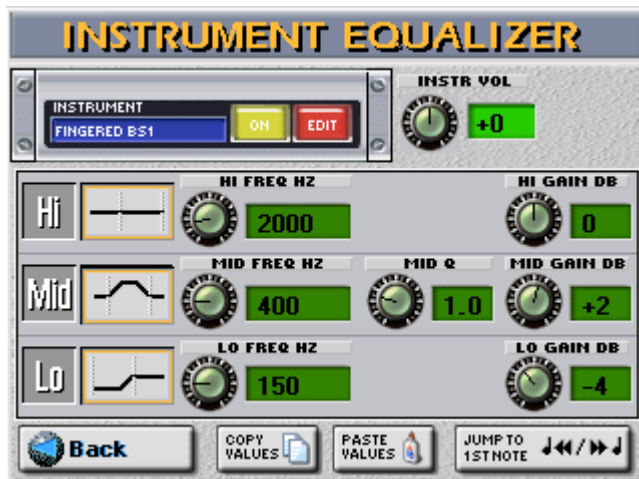 INSTRUMENT EQUALIZER
INSTRUMENT
FINGERED BS1
ON
EDIT
INSTR VOL
+0
Hi
HI FREQ HZ
2000
HI GAIN DB
0
Mid
MID FREQ HZ
400
MID Q
1.0
MID GAIN DB
+2
Lo
LO FREQ HZ
150
LO GAIN DB
-4
Back
COPY
VALUES
PASTE
VALUES
JUMP TO
1ST NOTE